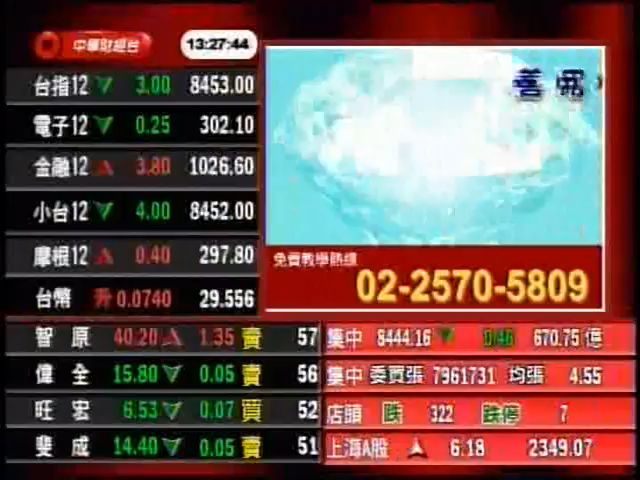 中華財經台 13:27:44
台指12 ▽ 3.00 8453.00
電子12 ▽ 0.25 302.10
金融12 △ 3.80 1026.60
小台12 ▽ 4.00 8452.00
摩根12 △ 0.40 297.80
台幣 升 0.0740 29.556
免費教學熱線
02-2570-5809
智原 40.20 △ 1.35 賣 57
偉全 15.80 ▽ 0.05 賣 56
旺宏 6.53 ▽ 0.07 買 52
斐成 14.40 ▽ 0.05 賣 51
集中 8444.16 ▼ 0.46 670.75 億
集中 委買張 7961731 均張 4.55
店頭 跌 322 跌停 7
上海A股 ▲ 6.18 2349.07